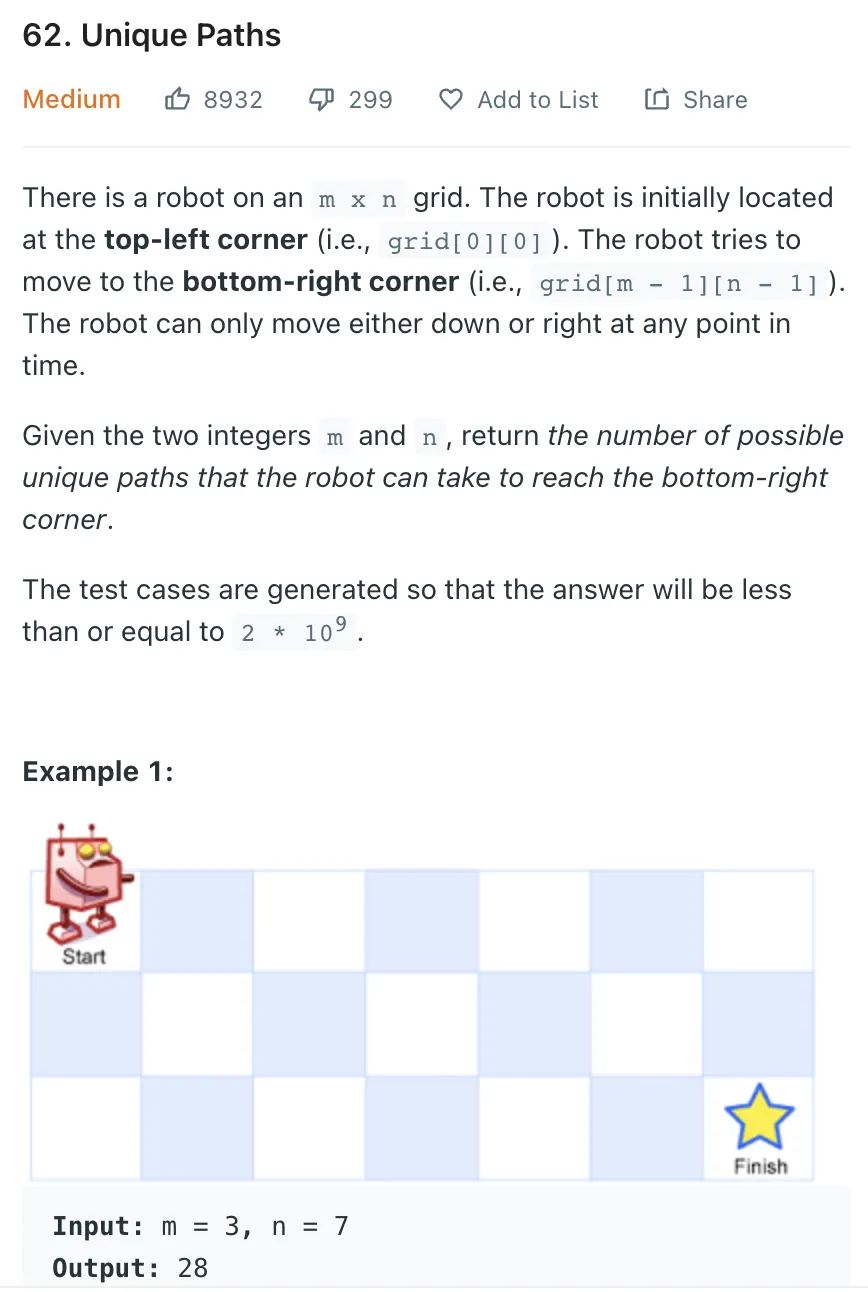 62. Unique Paths
Medium 8932 299 Add to List Share
There is a robot on an m x n grid. The robot is initially located
at the top-left corner (i.e., grid[0][0]). The robot tries to
move to the bottom-right corner (i.e., grid[m - 1][n - 1]).
The robot can only move either down or right at any point in
time.
Given the two integers m and n, return the number of possible
unique paths that the robot can take to reach the bottom-right
corner.
The test cases are generated so that the answer will be less
than or equal to 2 * 10⁹.
Example 1:
Start
Finish
Input: m = 3, n = 7
Output: 28